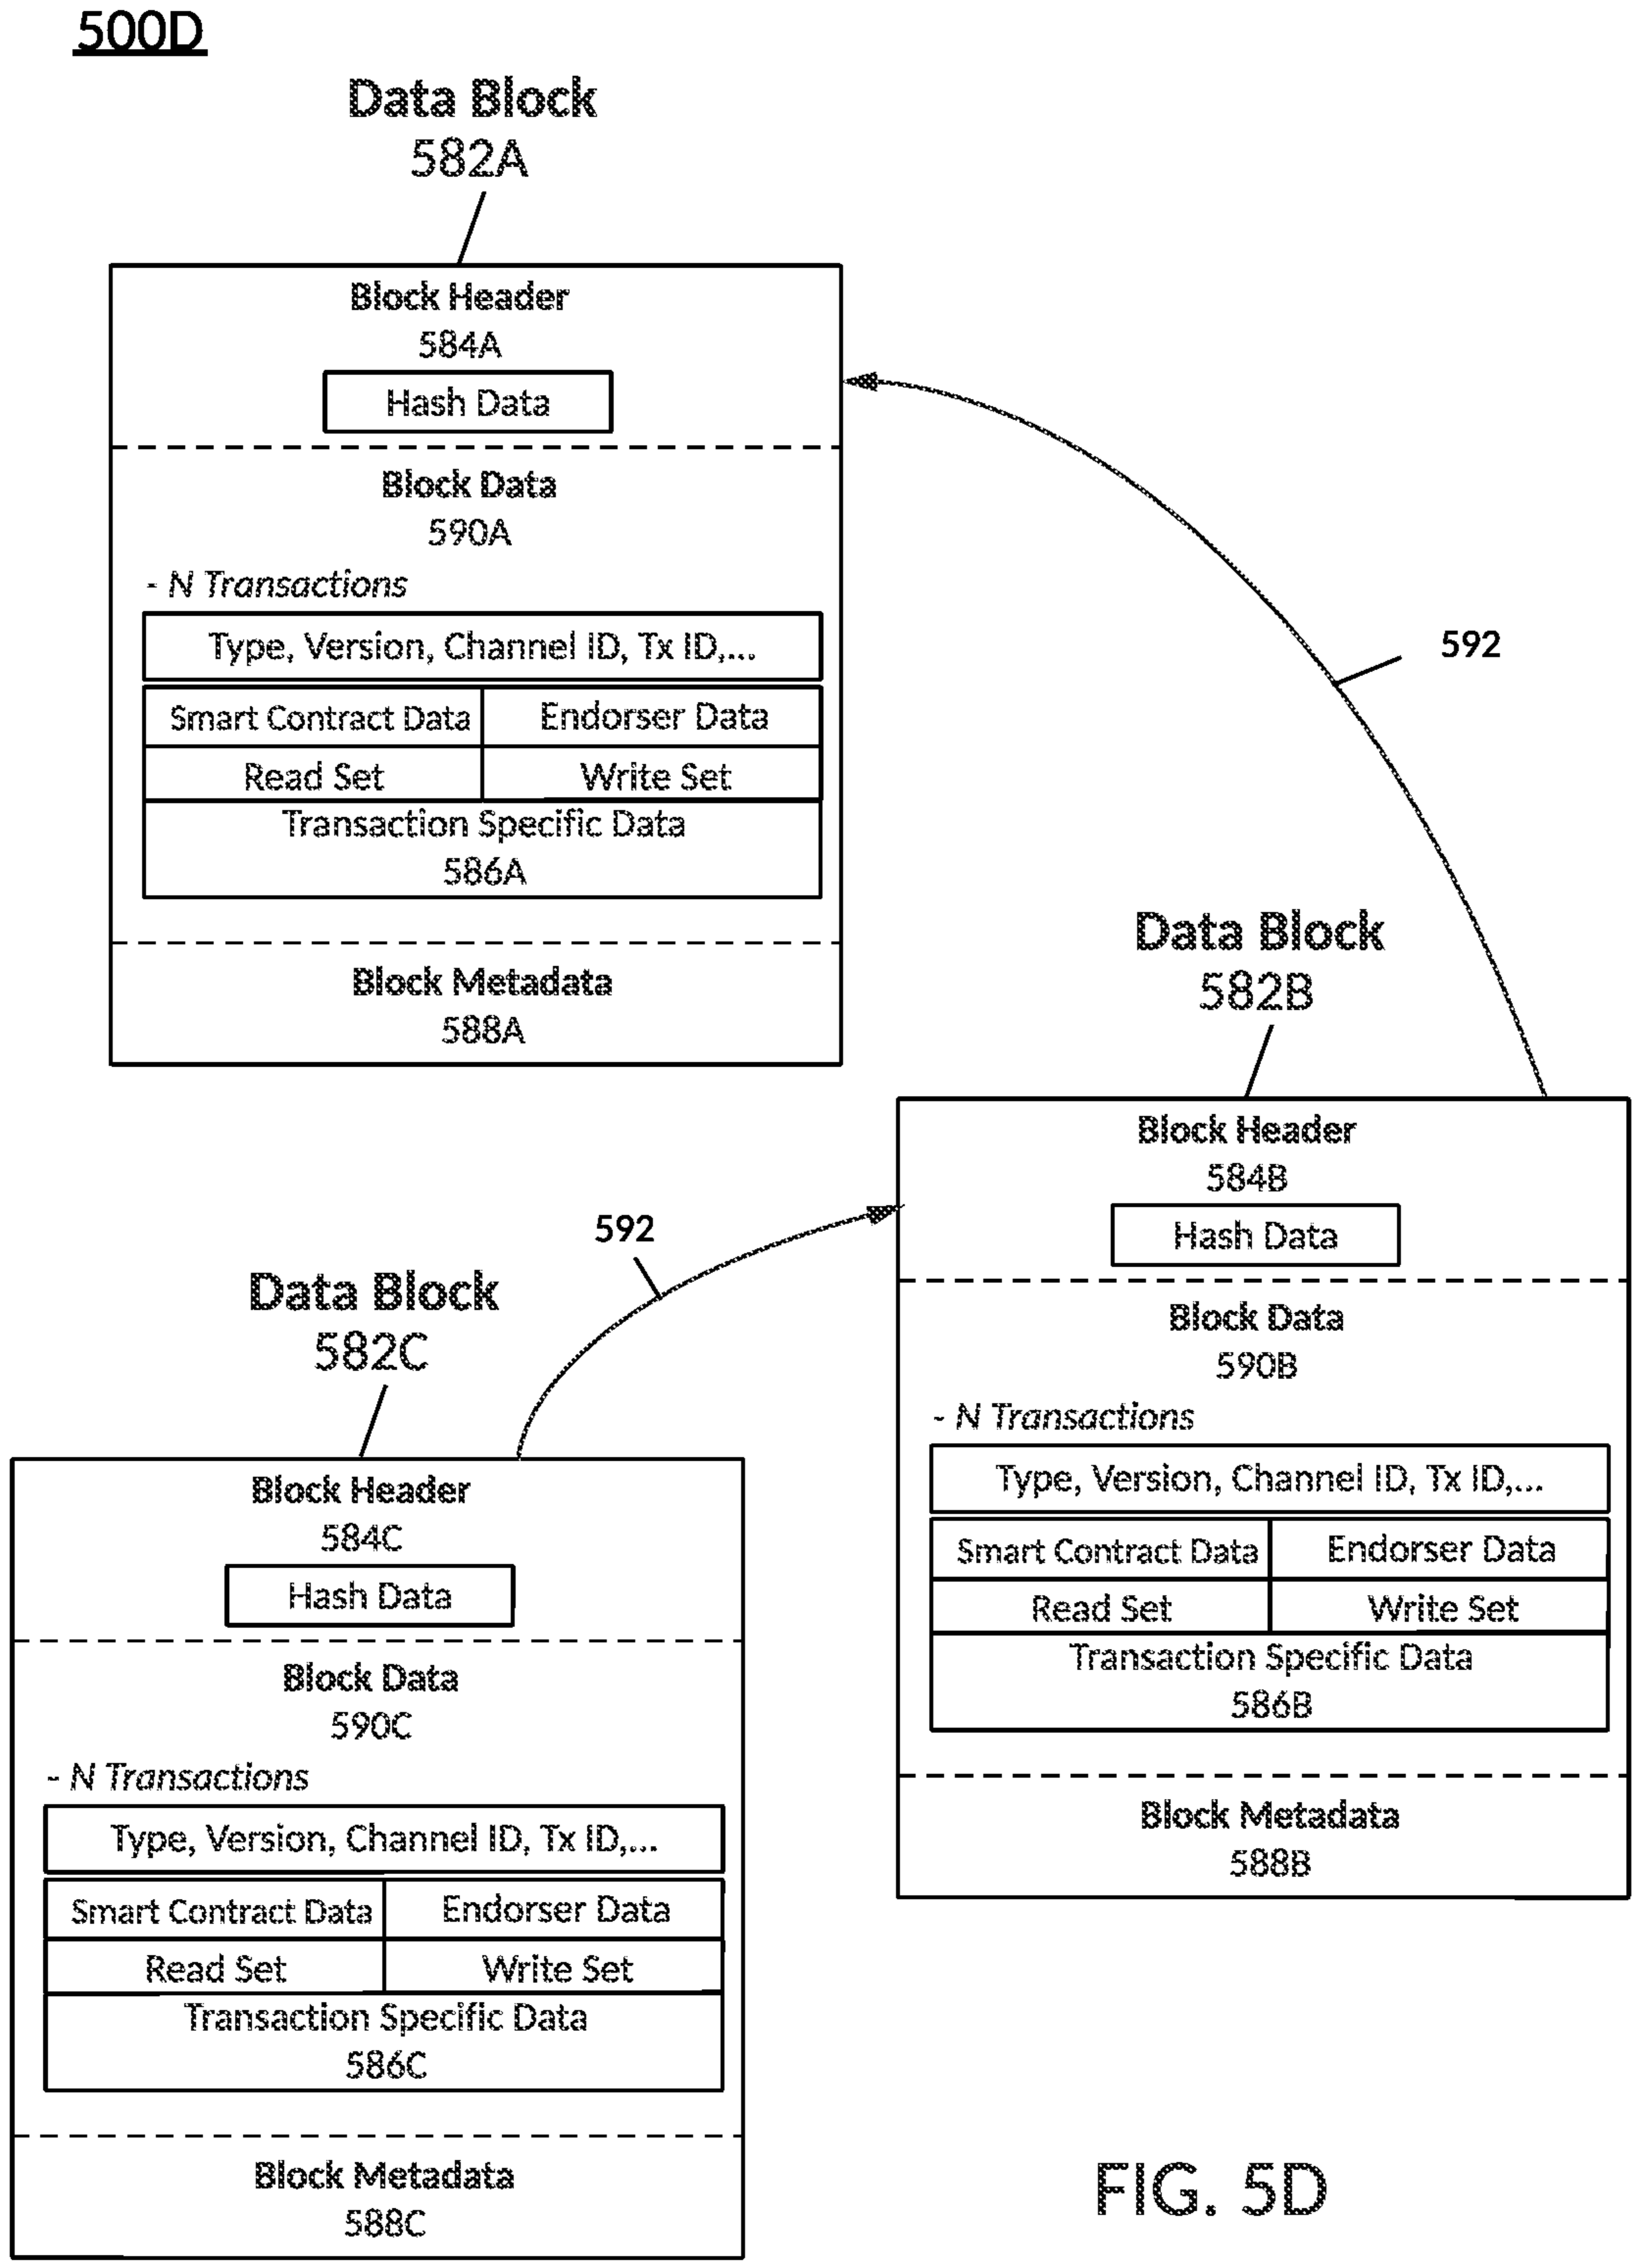 500D
Data Block
582A
Block Header
584A
Hash Data
Block Data
590A
- N Transactions
Type, Version, Channel ID, Tx ID,...
Smart Contract Data Endorser Data
Read Set Write Set
Transaction Specific Data
586A
Block Metadata
588A
592
Data Block
582B
Block Header
584B
Hash Data
Block Data
590B
- N Transactions
Type, Version, Channel ID, Tx ID,...
Smart Contract Data Endorser Data
Read Set Write Set
Transaction Specific Data
586B
Block Metadata
588B
592
Data Block
582C
Block Header
584C
Hash Data
Block Data
590C
- N Transactions
Type, Version, Channel ID, Tx ID,...
Smart Contract Data Endorser Data
Read Set Write Set
Transaction Specific Data
586C
Block Metadata
588C
FIG. 5D